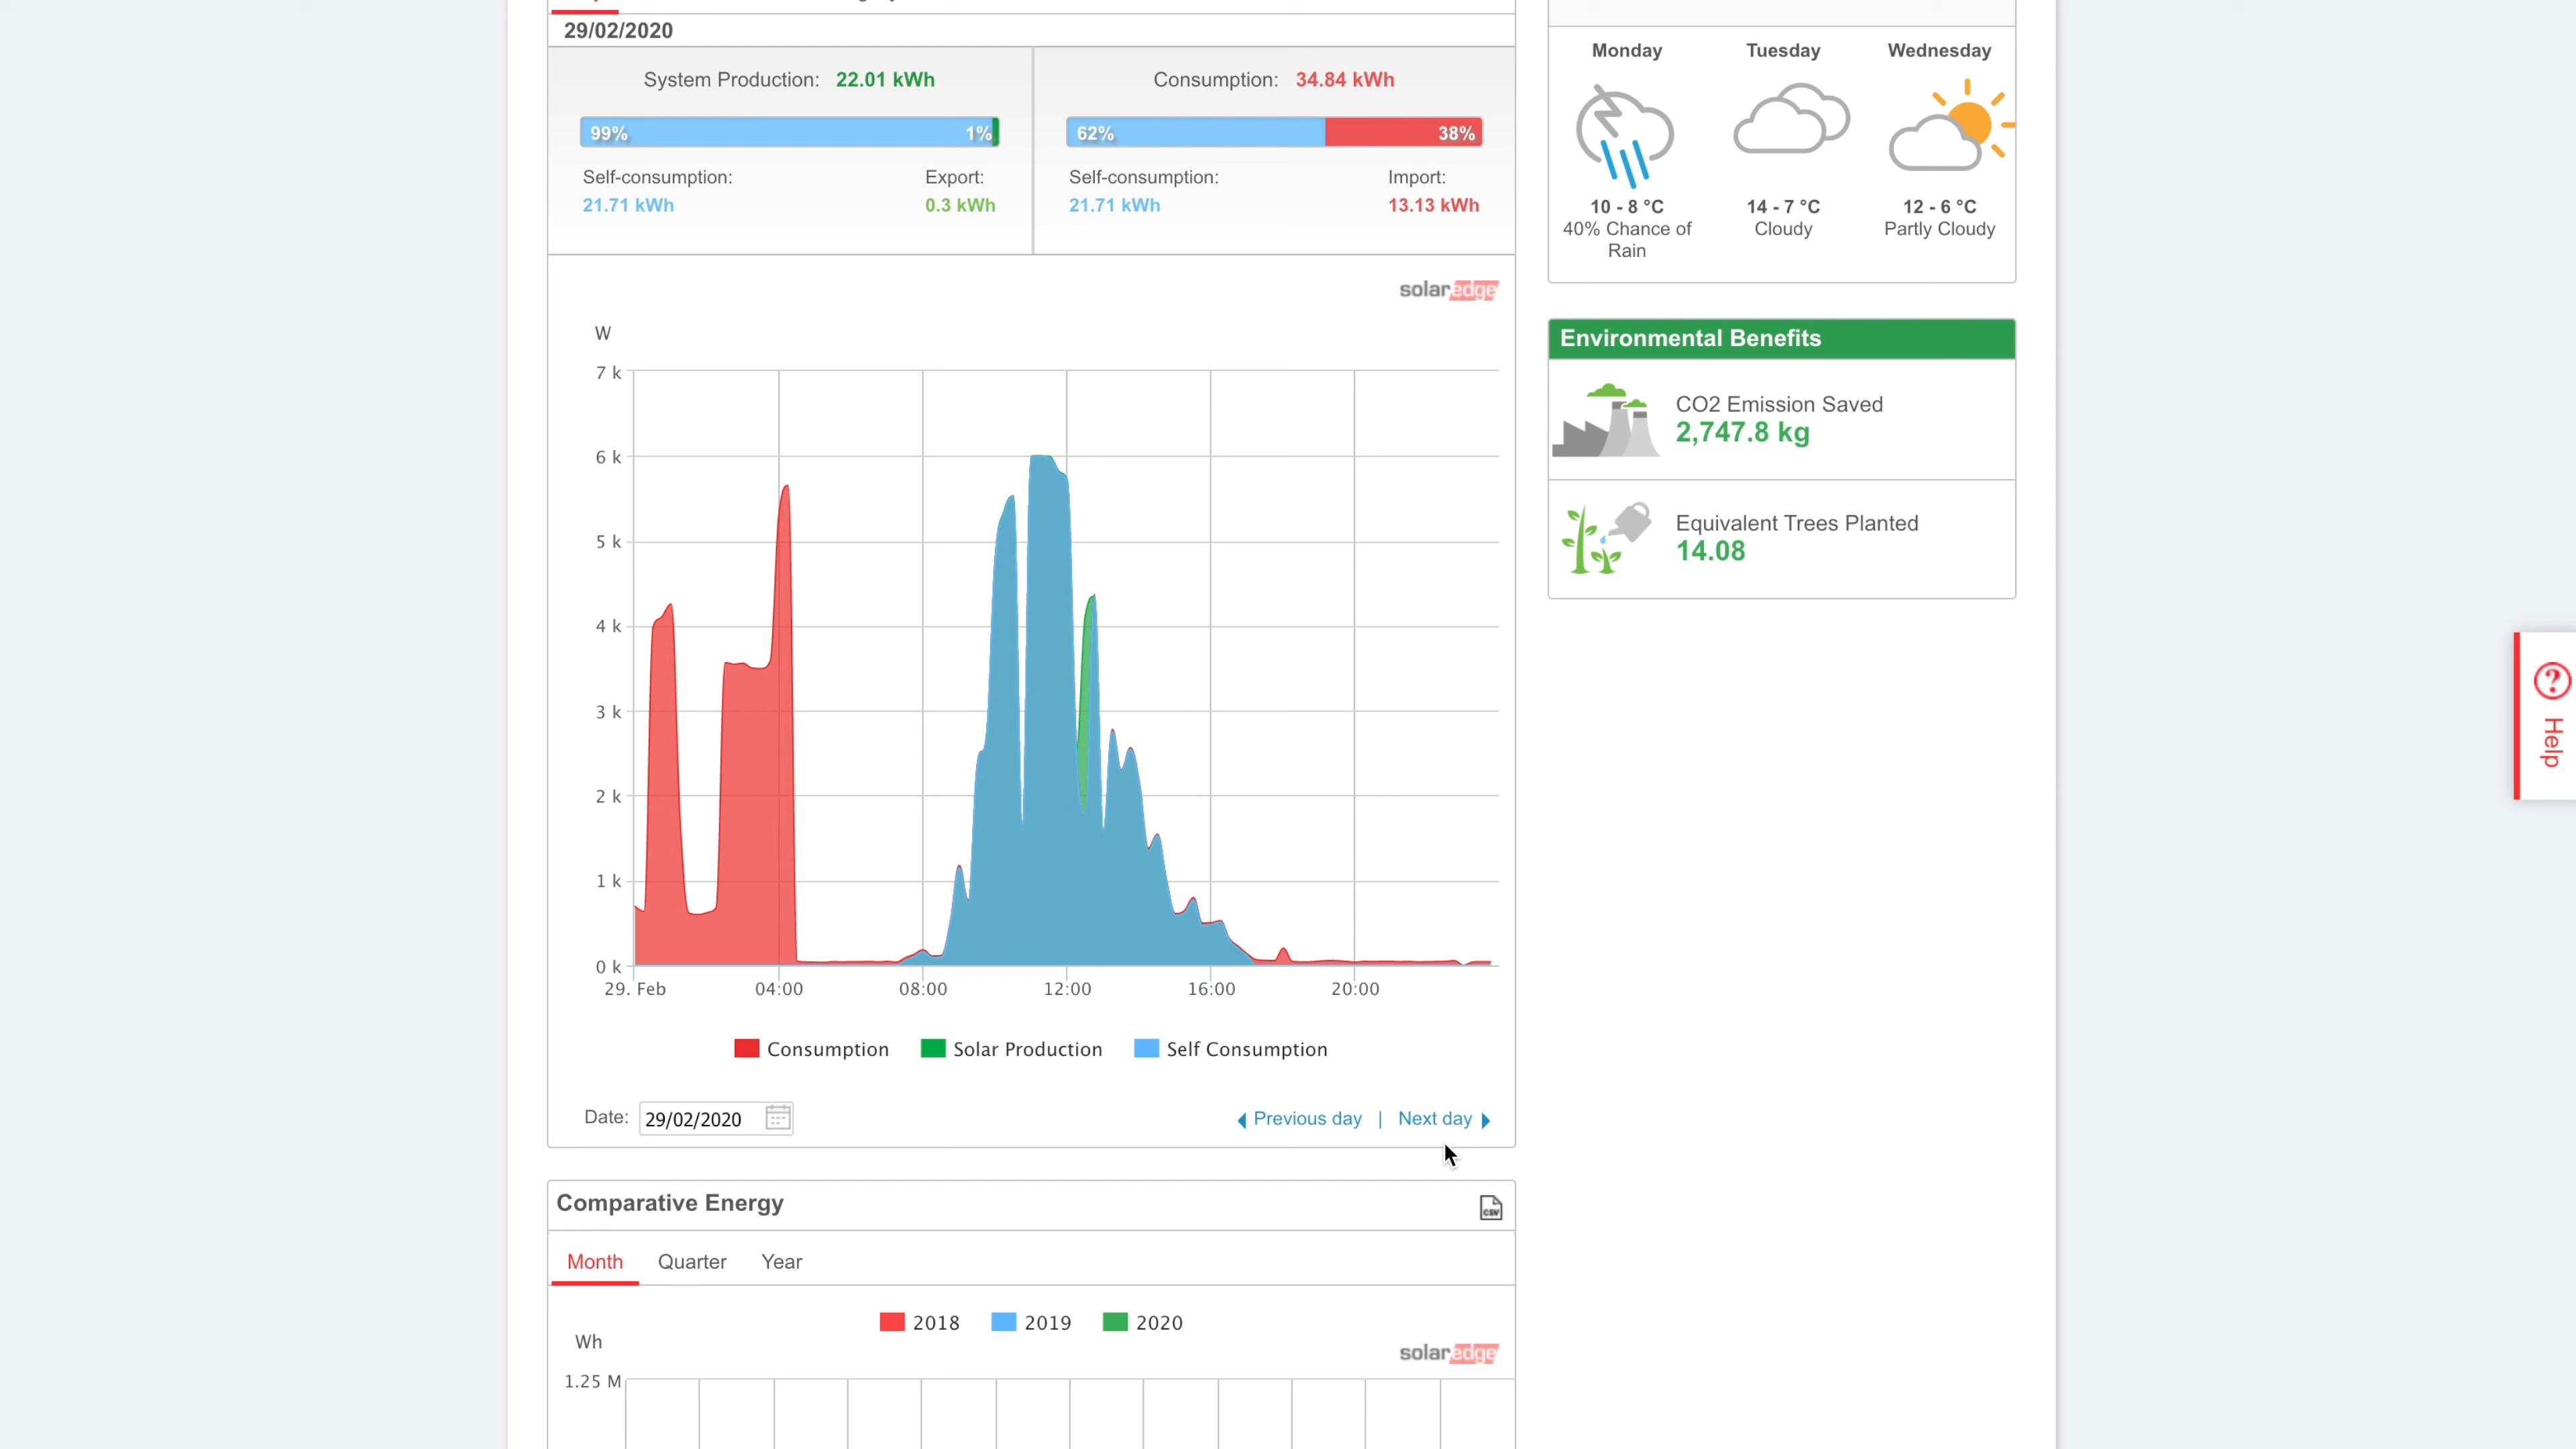 29/02/2020
System Production: 22.01 kWh
99% 1%
Self-consumption: Export:
21.71 kWh 0.3 kWh
Consumption: 34.84 kWh
62% 38%
Self-consumption: Import:
21.71 kWh 13.13 kWh
solaredge
W
7 k
6 k
5 k
4 k
3 k
2 k
1 k
0 k
29. Feb 04:00 08:00 12:00 16:00 20:00
Consumption Solar Production Self Consumption
Date: 29/02/2020 Previous day | Next day
Comparative Energy
CSV
Month Quarter Year
2018 2019 2020
Wh
solaredge
1.25 M
Monday Tuesday Wednesday
10 - 8 °C 14 - 7 °C 12 - 6 °C
40% Chance of Cloudy Partly Cloudy
Rain
Environmental Benefits
CO2 Emission Saved
2,747.8 kg
Equivalent Trees Planted
14.08
? Help